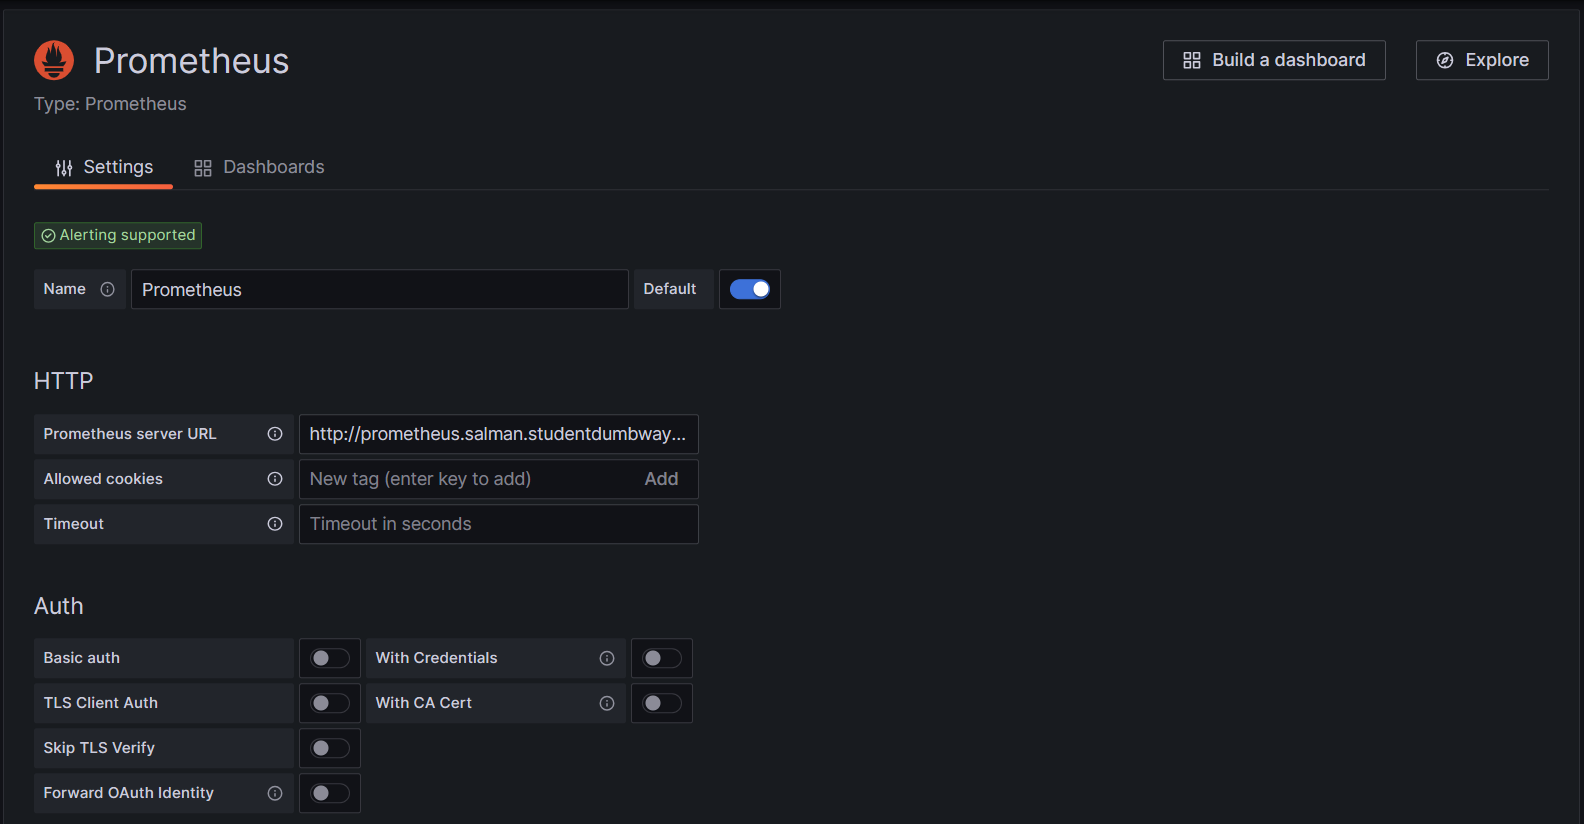 Prometheus
Build a dashboard
Explore
Type: Prometheus
Settings
Dashboards
Alerting supported
Name
Prometheus
Default
HTTP
Prometheus server URL
http://prometheus.salman.studentdumbway...
Allowed cookies
New tag (enter key to add)
Add
Timeout
Timeout in seconds
Auth
Basic auth
With Credentials
TLS Client Auth
With CA Cert
Skip TLS Verify
Forward OAuth Identity